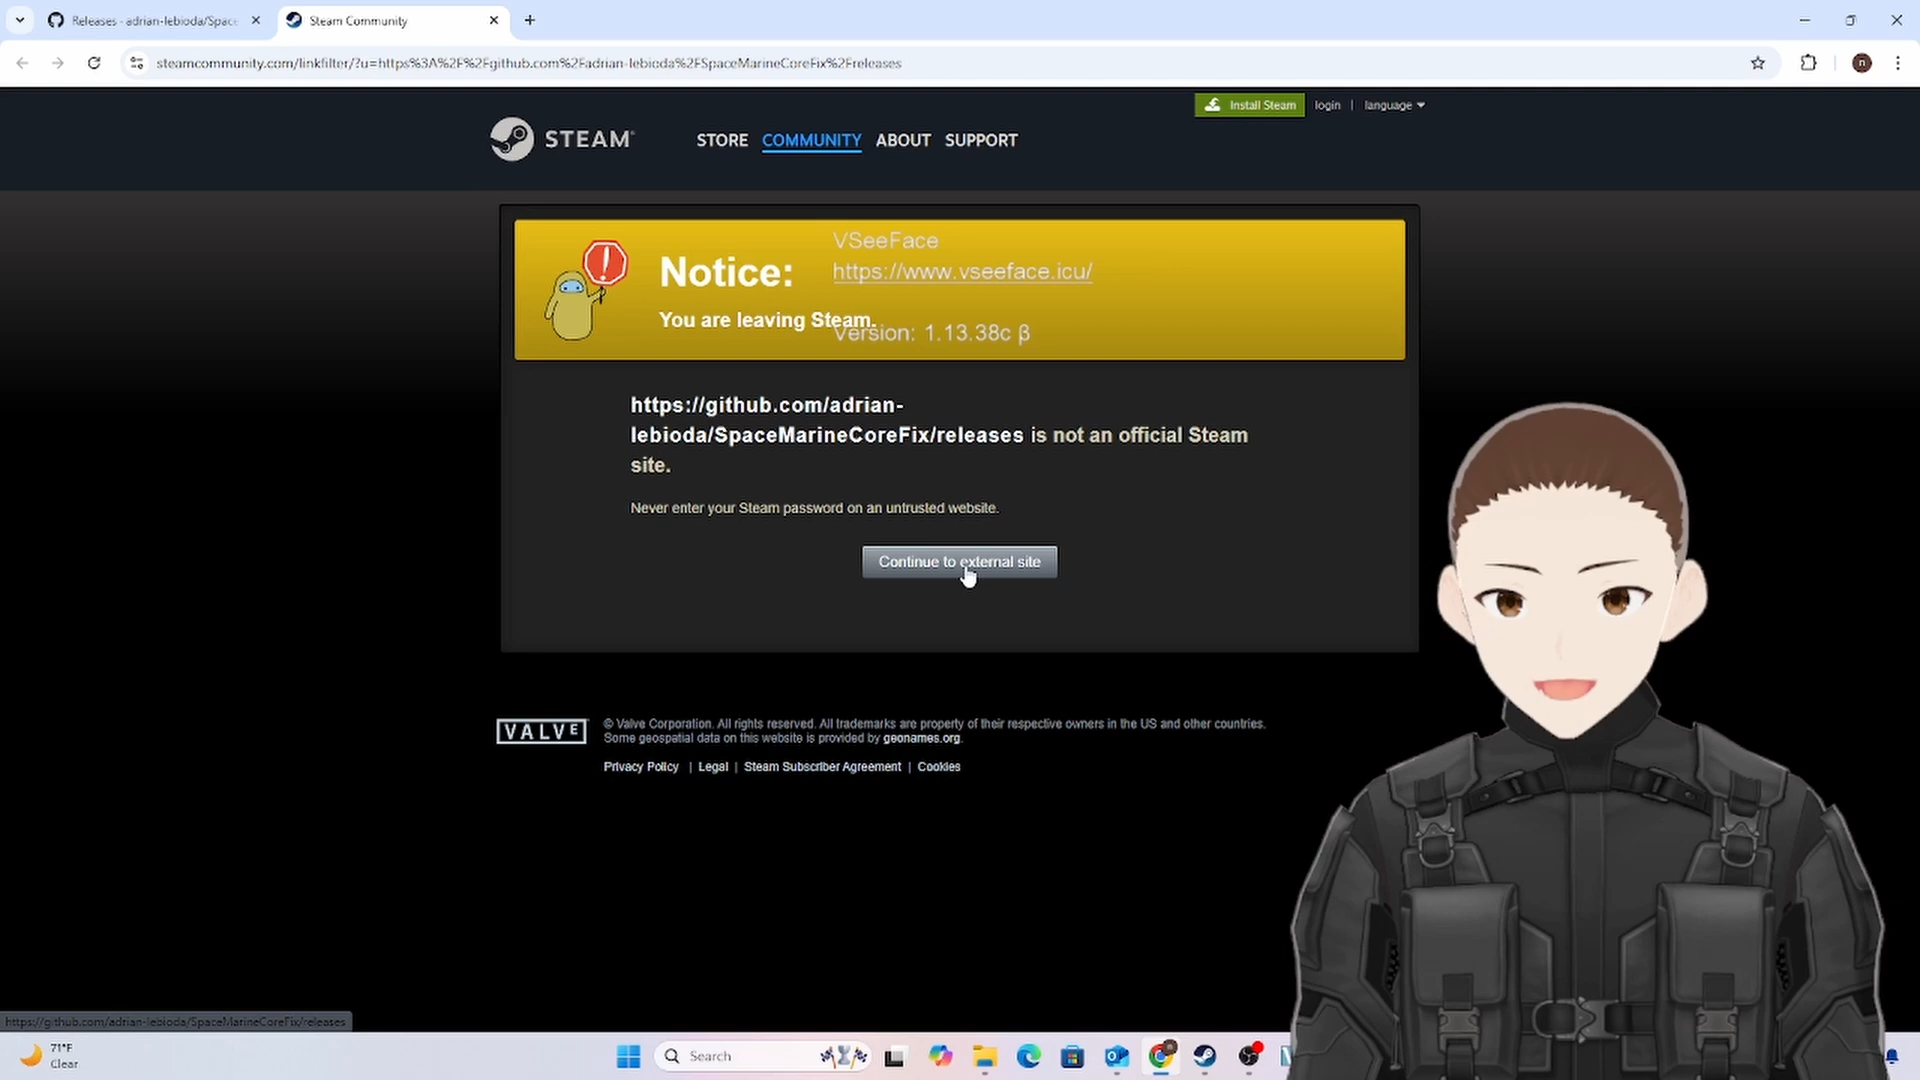 Releases · adrian-lebioda/Space
Steam Community
steamcommunity.com/linkfilter/?u=https%3A%2F%2Fgithub.com%2Fadrian-lebioda%2FSpaceMarineCoreFix%2Freleases
n
Install Steam
login | language
STEAM®
STORE COMMUNITY ABOUT SUPPORT
VSeeFace
Notice: https://www.vseeface.icu/
You are leaving Steam.
Version: 1.13.38c β
https://github.com/adrian-
lebioda/SpaceMarineCoreFix/releases is not an official Steam
site.
Never enter your Steam password on an untrusted website.
Continue to external site
VALVE
© Valve Corporation. All rights reserved. All trademarks are property of their respective owners in the US and other countries.
Some geospatial data on this website is provided by geonames.org.
Privacy Policy | Legal | Steam Subscriber Agreement | Cookies
https://github.com/adrian-lebioda/SpaceMarineCoreFix/releases
71°F
Clear
Search